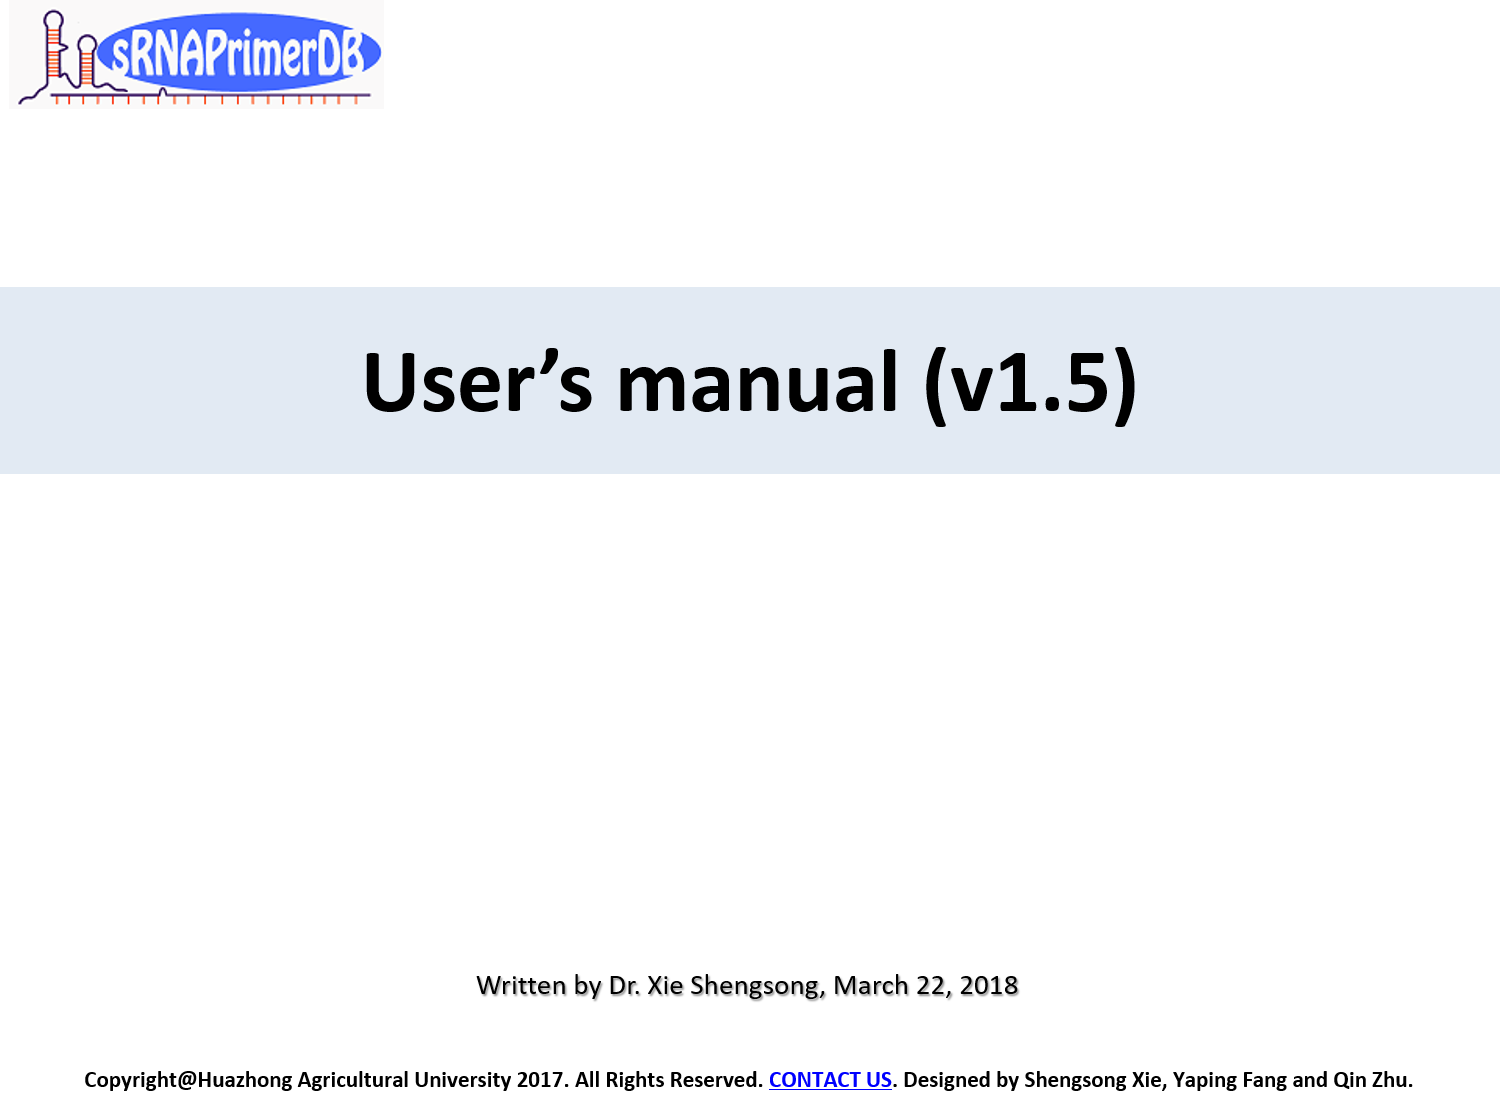 sRNAPrimerDB
User’s manual (v1.5)
Written by Dr. Xie Shengsong, March 22, 2018
Copyright@Huazhong Agricultural University 2017. All Rights Reserved. CONTACT US. Designed by Shengsong Xie, Yaping Fang and Qin Zhu.